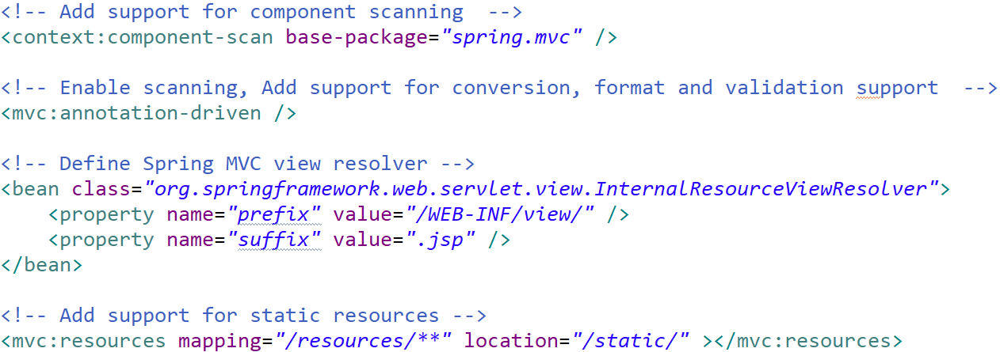 <!-- Add support for component scanning  -->
<context:component-scan base-package="spring.mvc" />
<!-- Enable scanning, Add support for conversion, format and validation support  -->
<mvc:annotation-driven />
<!-- Define Spring MVC view resolver -->
<bean class="org.springframework.web.servlet.view.InternalResourceViewResolver">
    <property name="prefix" value="/WEB-INF/view/" />
    <property name="suffix" value=".jsp" />
</bean>
<!-- Add support for static resources -->
<mvc:resources mapping="/resources/**" location="/static/" ></mvc:resources>